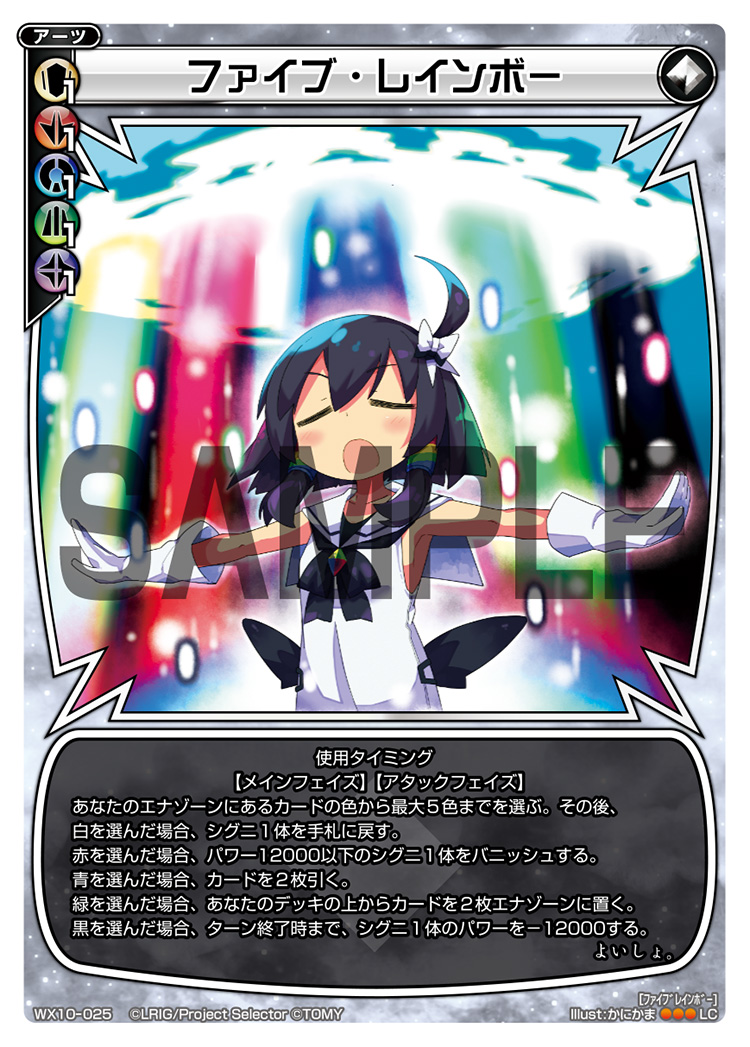 アーツ
ファイブ・レインボー
1
1
1
1
1
SAMPLE
使用タイミング
【メインフェイズ】【アタックフェイズ】
あなたのエナゾーンにあるカードの色から最大5色までを選ぶ。その後、
白を選んだ場合、シグニ1体を手札に戻す。
赤を選んだ場合、パワー12000以下のシグニ1体をバニッシュする。
青を選んだ場合、カードを2枚引く。
緑を選んだ場合、あなたのデッキの上からカードを2枚エナゾーンに置く。
黒を選んだ場合、ターン終了時まで、シグニ1体のパワーを－12000する。
よいしょ。
[ファイブレインボー]
WX10-025 ©LRIG/Project Selector ©TOMY Illust:かにかま LC